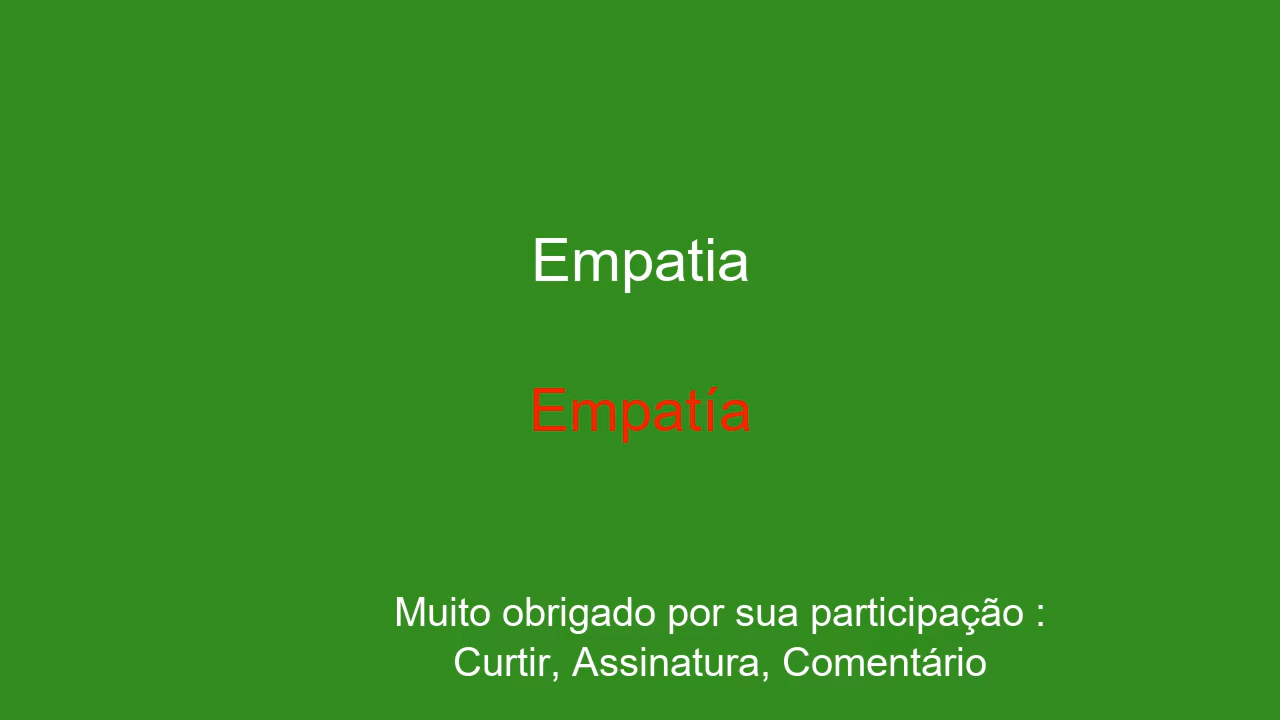 Empatia
Empatía
Muito obrigado por sua participação :
Curtir, Assinatura, Comentário